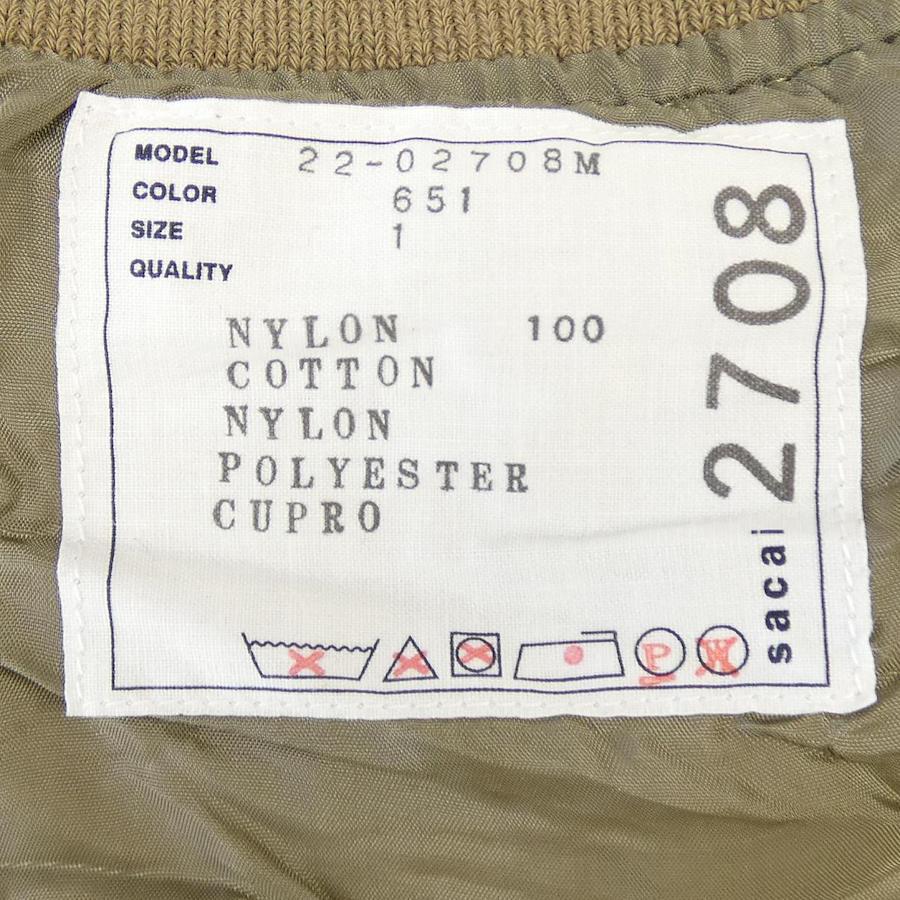 MODEL 22-02708M
COLOR 651
SIZE 1
QUALITY
NYLON 100
COTTON
NYLON
POLYESTER
CUPRO
P W
sacai 2708